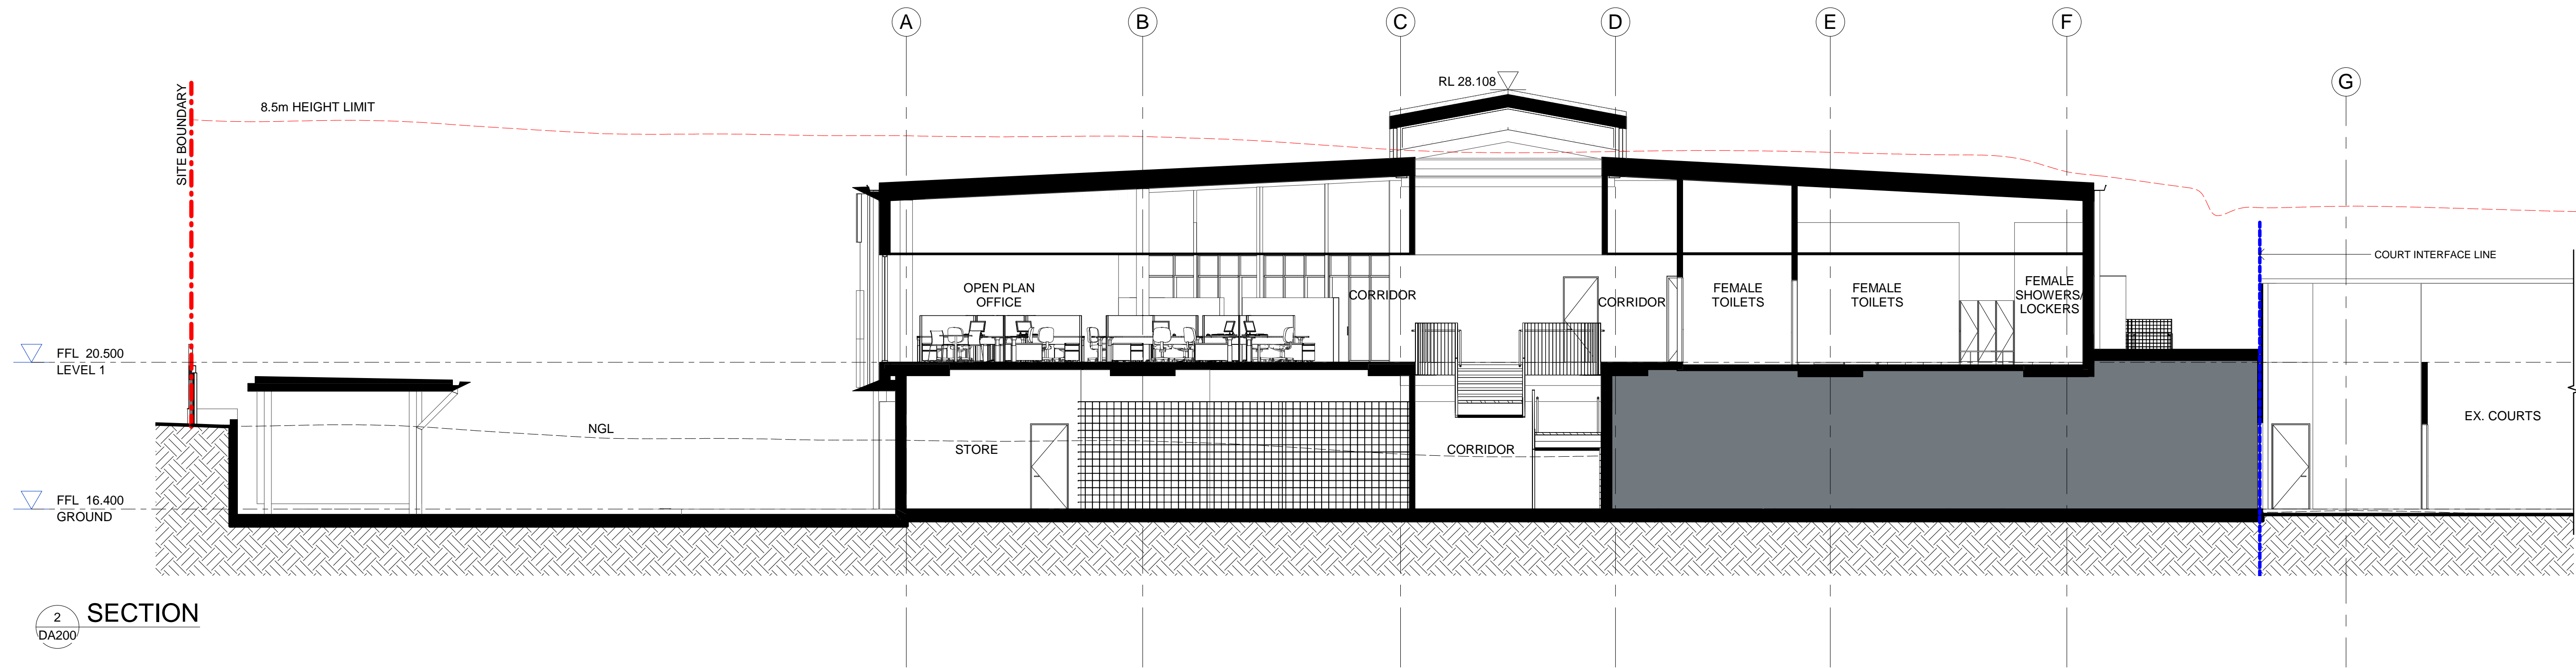 A
B
C
D
E
F
G
SITE BOUNDARY
8.5m HEIGHT LIMIT
RL 28.108
COURT INTERFACE LINE
OPEN PLAN
OFFICE
CORRIDOR
CORRIDOR
FEMALE
TOILETS
FEMALE
TOILETS
FEMALE
SHOWERS/
LOCKERS
FFL 20.500
LEVEL 1
NGL
STORE
CORRIDOR
EX. COURTS
FFL 16.400
GROUND
2
DA200
SECTION